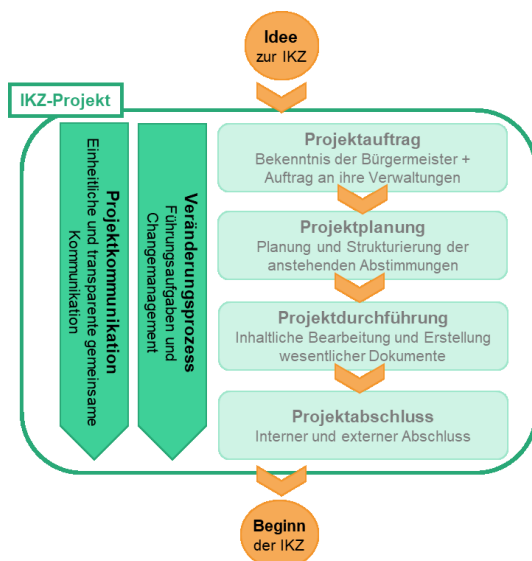 Idee
zur IKZ
IKZ-Projekt
Projektkommunikation
Einheitliche und transparente gemeinsame
Kommunikation
Veränderungsprozess
Führungsaufgaben und
Changemanagement
Projektauftrag
Bekenntnis der Bürgermeister +
Auftrag an ihre Verwaltungen
Projektplanung
Planung und Strukturierung der
anstehenden Abstimmungen
Projektdurchführung
Inhaltliche Bearbeitung und Erstellung
wesentlicher Dokumente
Projektabschluss
Interner und externer Abschluss
Beginn
der IKZ